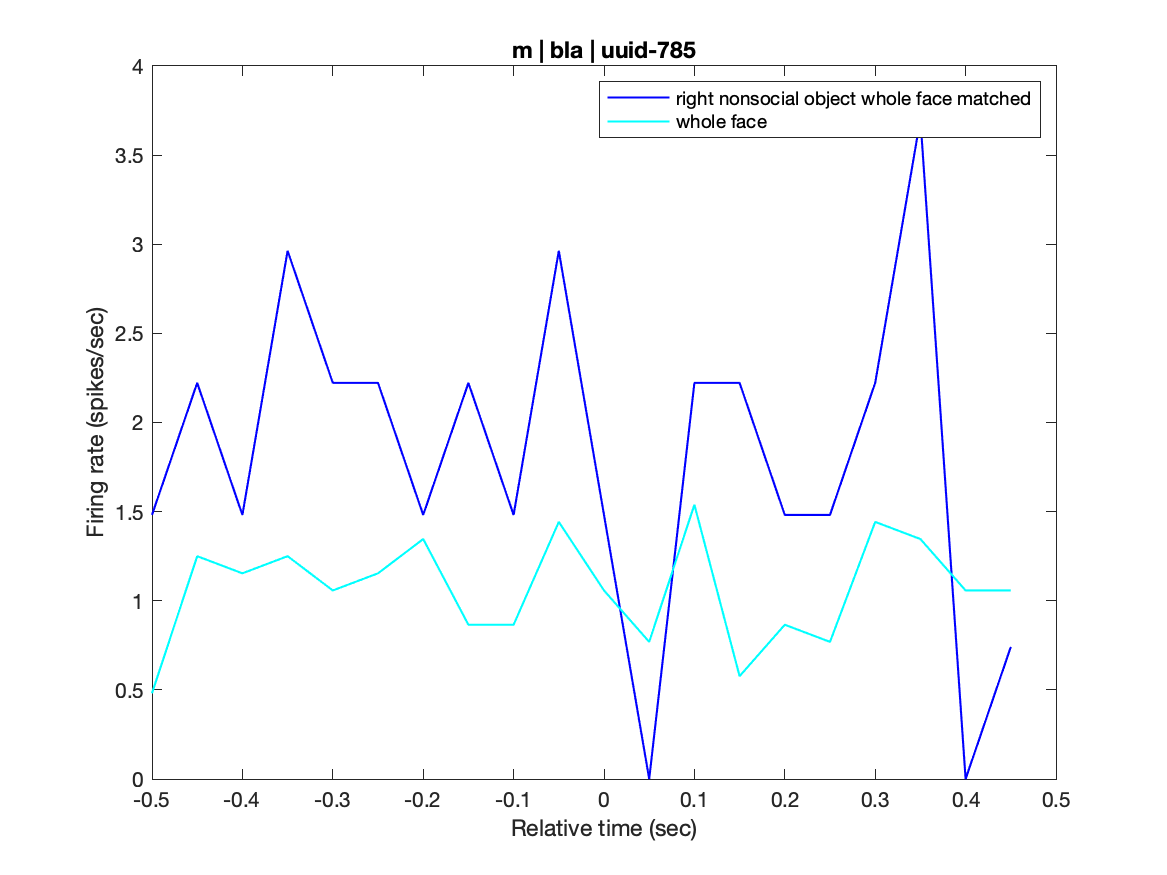 m | bla | uuid-785
4
3.5
3
2.5
2
1.5
1
0.5
0
Firing rate (spikes/sec)
right nonsocial object whole face matched
whole face
-0.5 -0.4 -0.3 -0.2 -0.1 0 0.1 0.2 0.3 0.4 0.5
Relative time (sec)